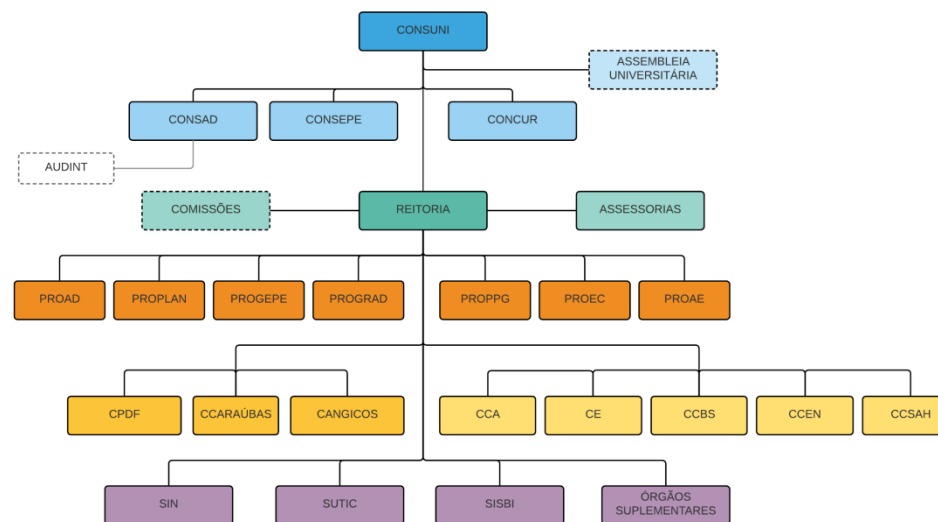 CONSUNI
ASSEMBLEIA
UNIVERSITÁRIA
CONSAD
CONSEPE
CONCUR
AUDINT
COMISSÕES
REITORIA
ASSESSORIAS
PROAD
PROPLAN
PROGEPE
PROGRAD
PROPPG
PROEC
PROAE
CPDF
CCARAÚBAS
CANGICOS
CCA
CE
CCBS
CCEN
CCSAH
SIN
SUTIC
SISBI
ÓRGÃOS
SUPLEMENTARES